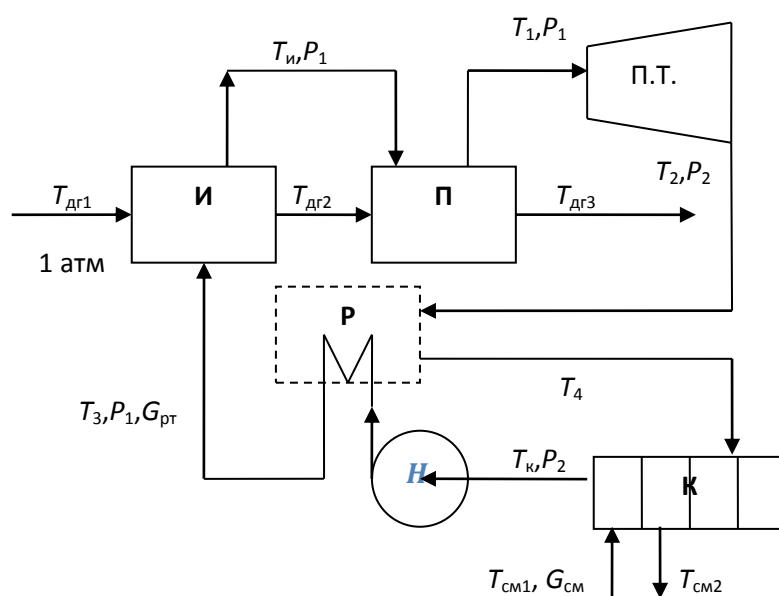 Tи,P1
T1,P1
П.Т.
Tдг1
И
Tдг2
П
T2,P2
Tдг3
1 атм
Р
T4
T3,P1,Gрт
Н
Tк,P2
К
Tсм1, Gсм
Tсм2